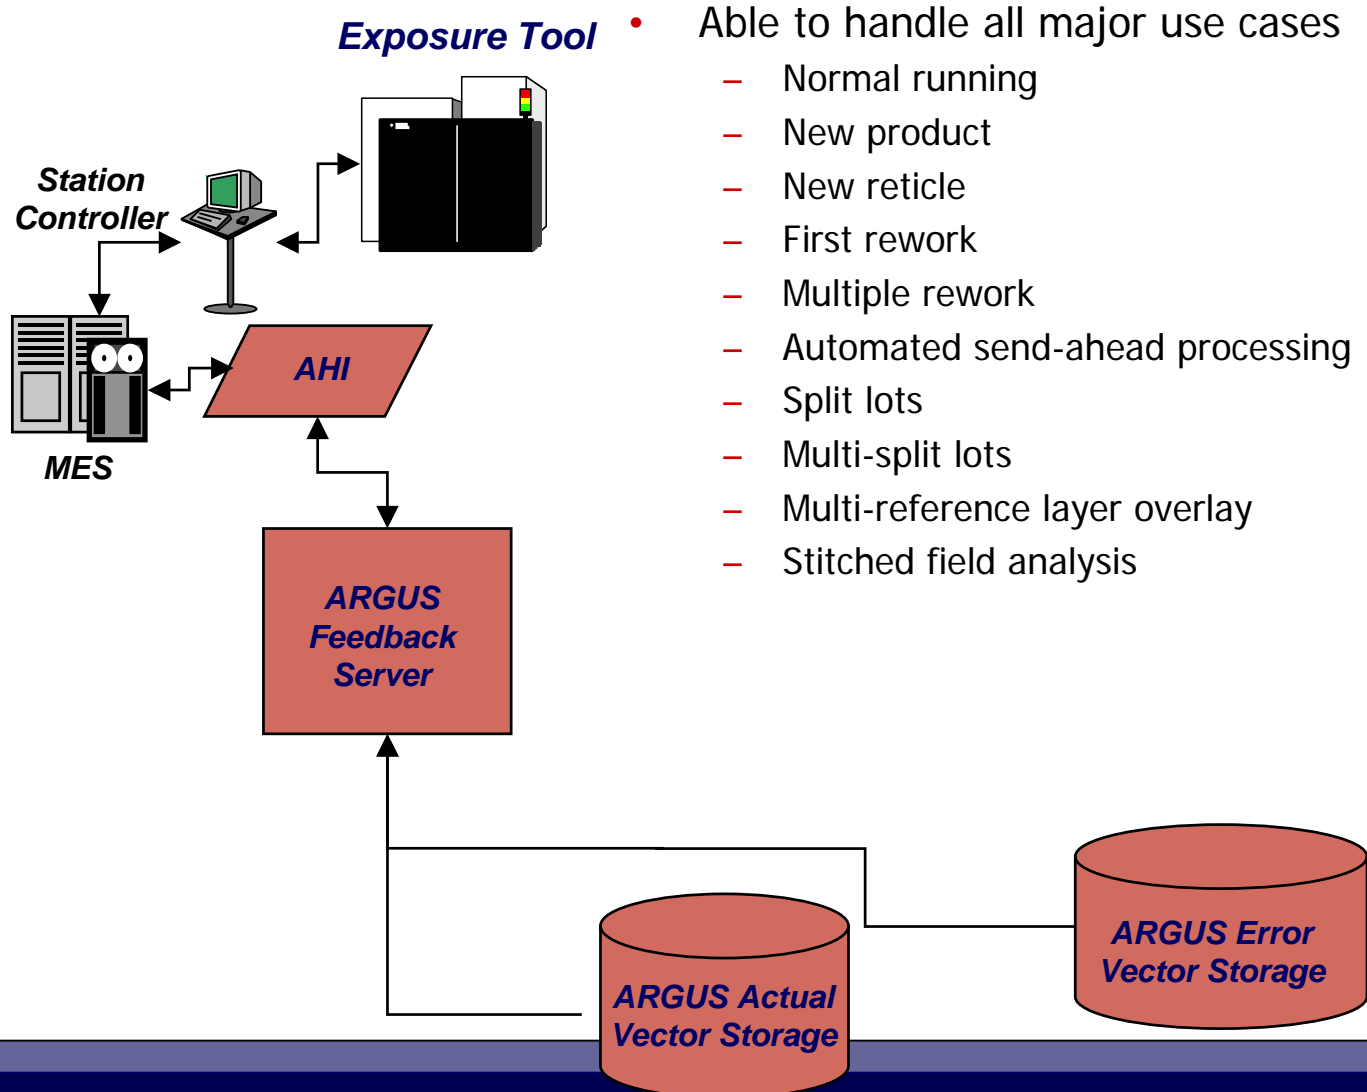 Exposure Tool
Station
Controller
MES
AHI
ARGUS
Feedback
Server
ARGUS Actual
Vector Storage
ARGUS Error
Vector Storage
• Able to handle all major use cases
– Normal running
– New product
– New reticle
– First rework
– Multiple rework
– Automated send-ahead processing
– Split lots
– Multi-split lots
– Multi-reference layer overlay
– Stitched field analysis